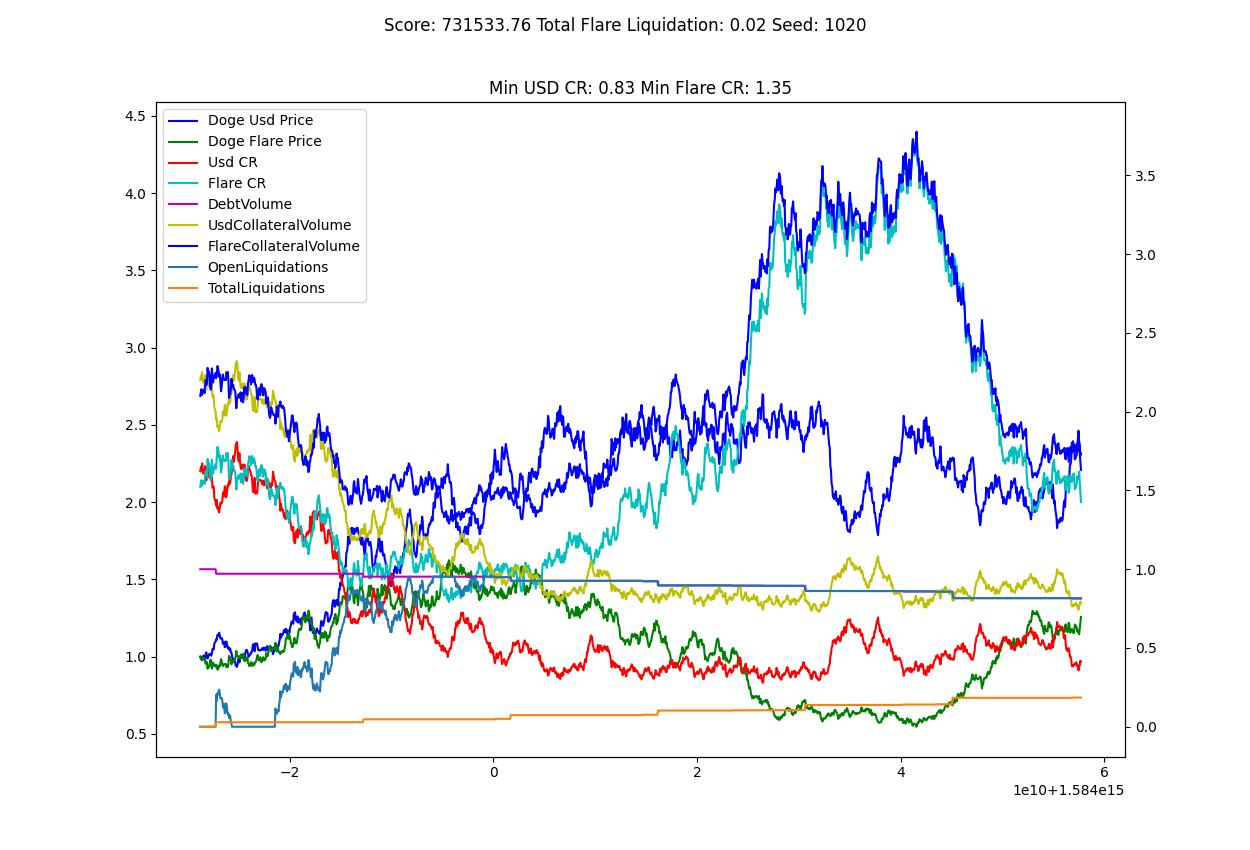 Score: 731533.76 Total Flare Liquidation: 0.02 Seed: 1020
Min USD CR: 0.83 Min Flare CR: 1.35
Doge Usd Price
Doge Flare Price
Usd CR
Flare CR
DebtVolume
UsdCollateralVolume
FlareCollateralVolume
OpenLiquidations
TotalLiquidations
4.5
4.0
3.5
3.0
2.5
2.0
1.5
1.0
0.5
3.5
3.0
2.5
2.0
1.5
1.0
0.5
0.0
−2
0
2
4
6
1e10+1.584e15